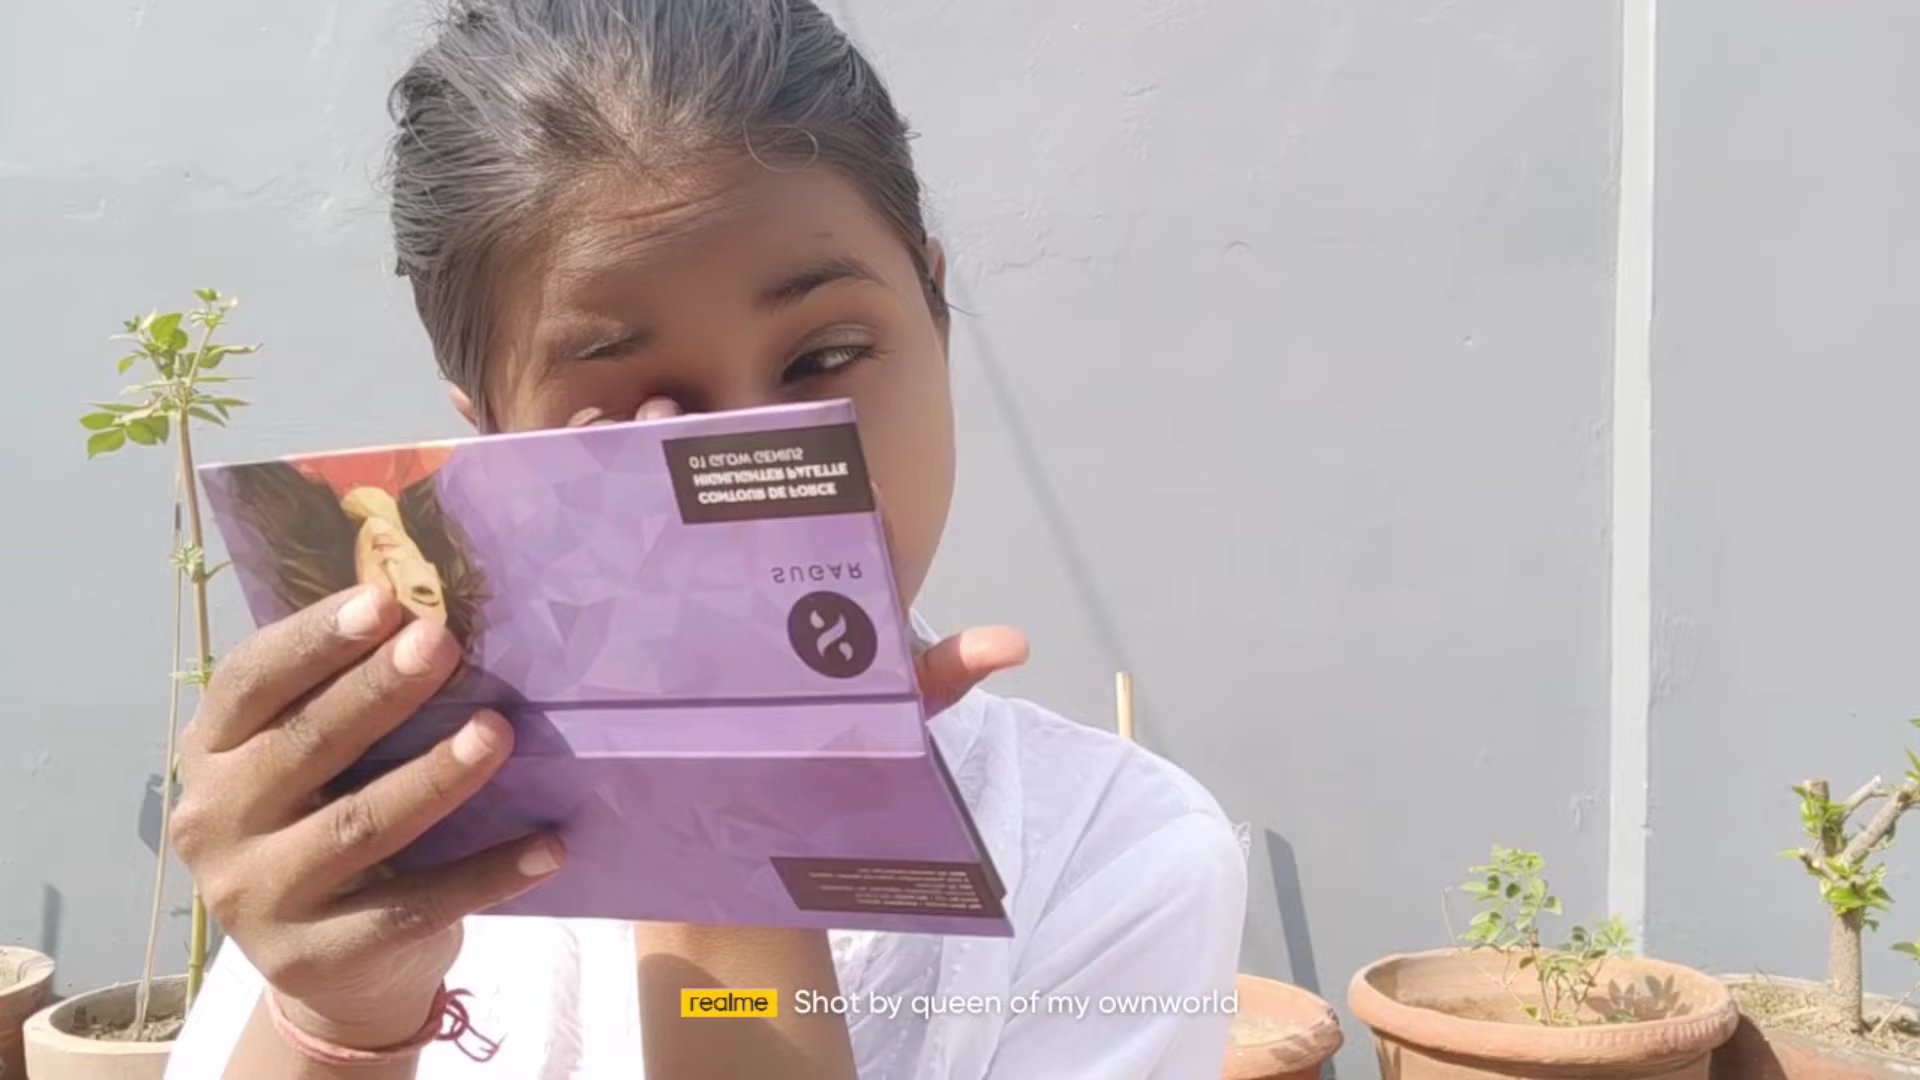 CONTOUR DE FORCE
HIGHLIGHTER PALETTE
01 GLOW GENIUS
SUGAR
realme Shot by queen of my ownworld